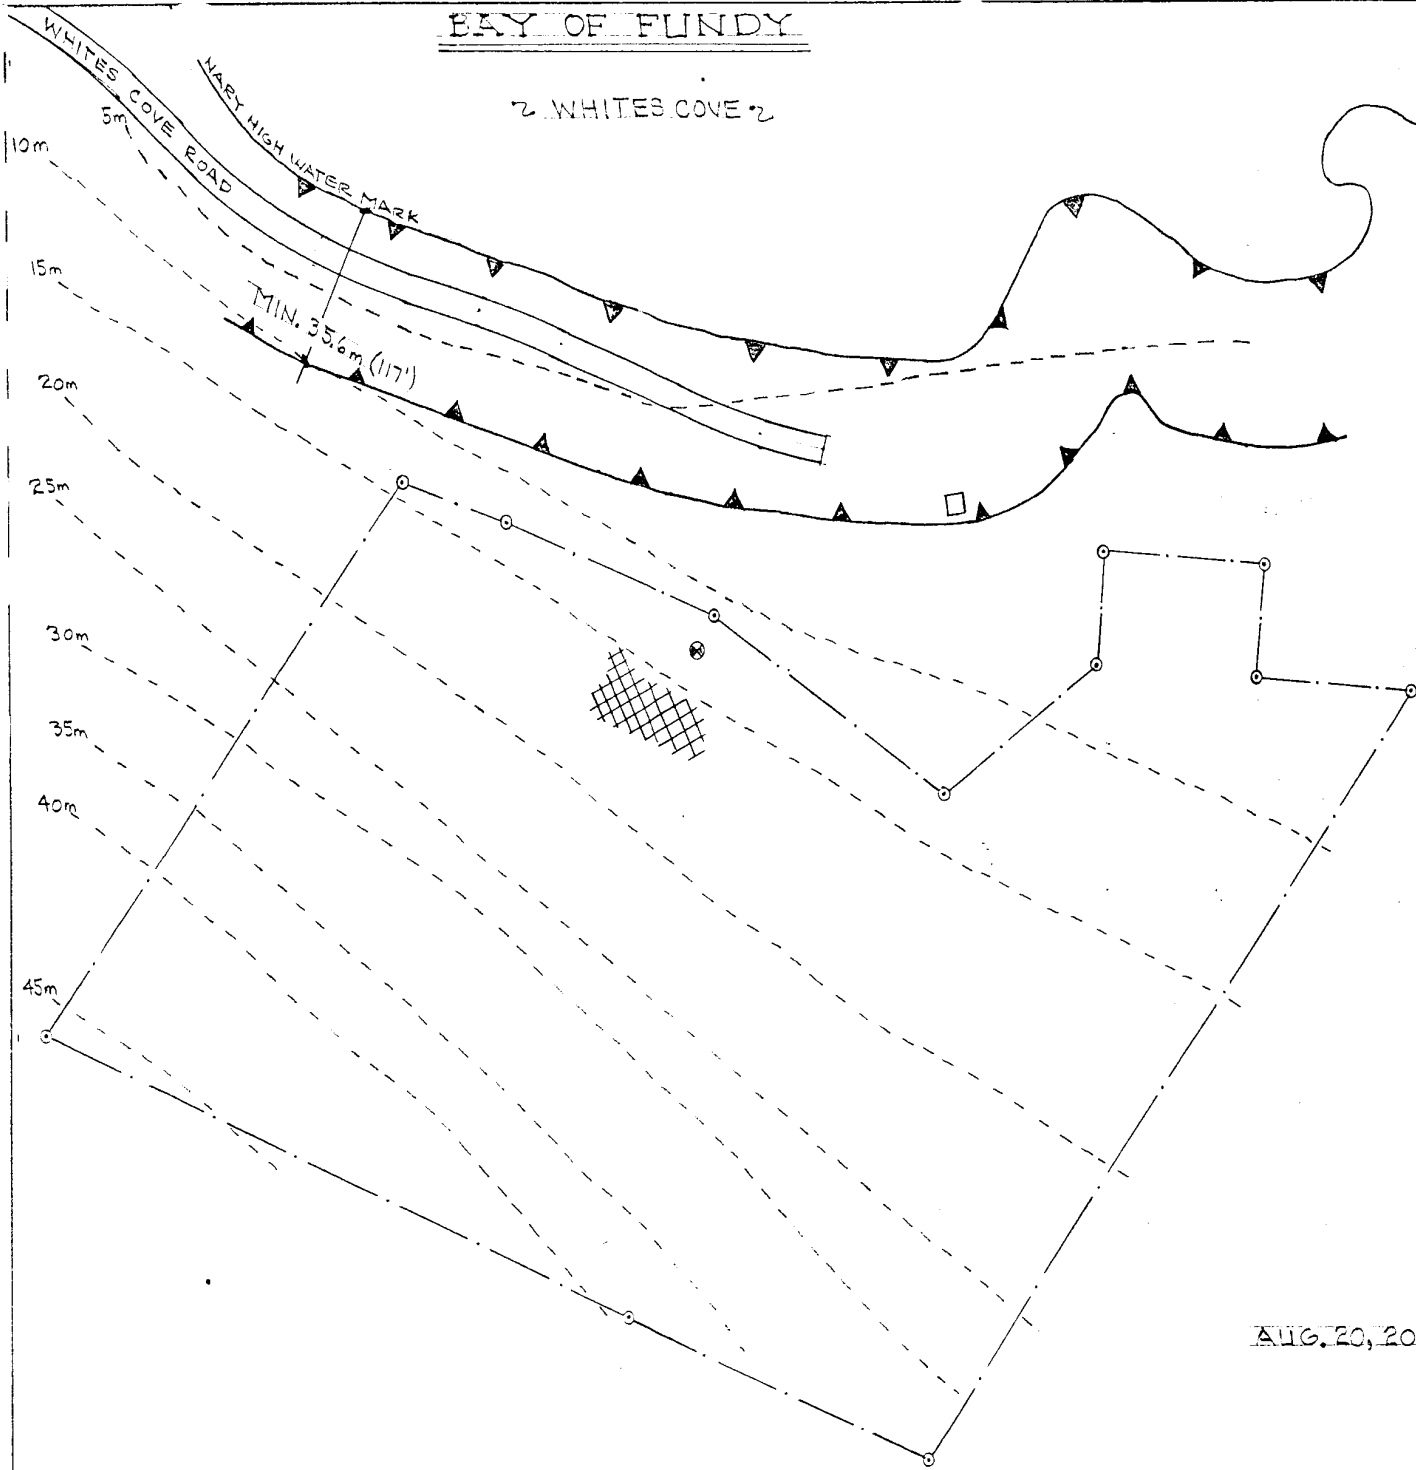 BAY OF FUNDY
WHITES COVE
WHITES COVE ROAD
NARY HIGH WATER MARK
5m
10m
15m
MIN. 35.6m (117')
20m
25m
30m
35m
40m
45m
AUG. 20, 20